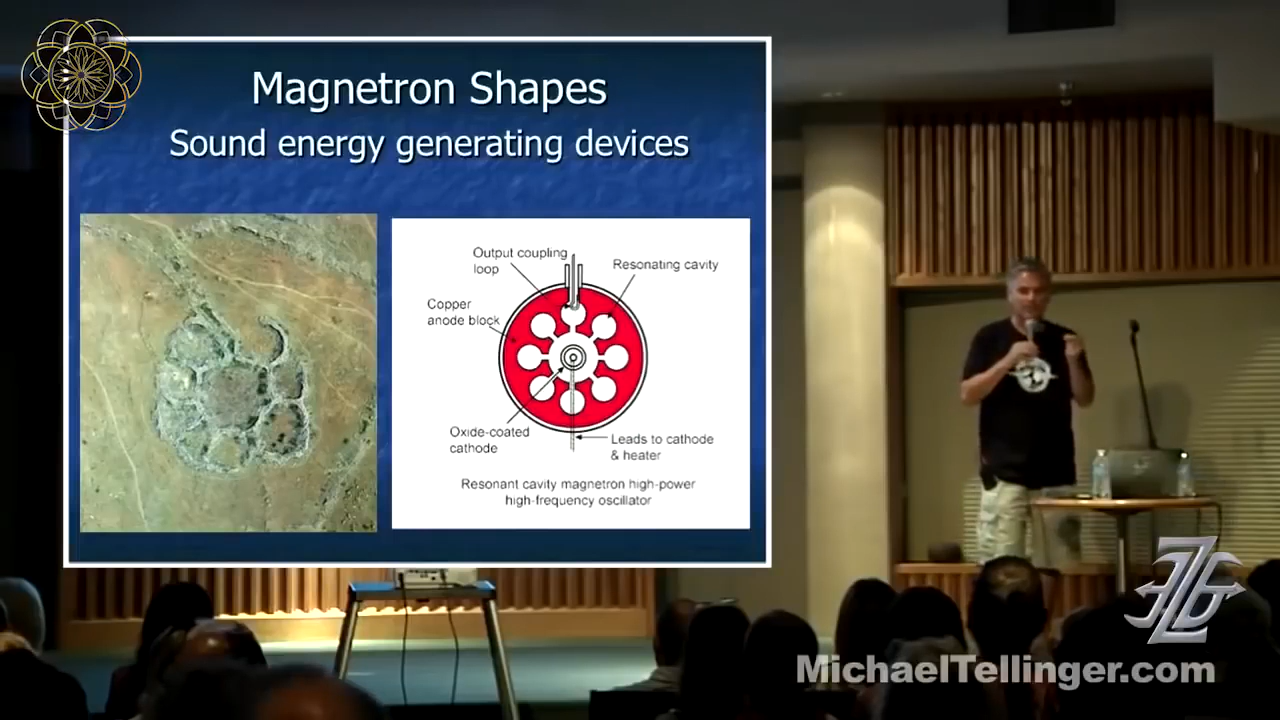 Magnetron Shapes
Sound energy generating devices
Output coupling
loop
Resonating cavity
Copper
anode block
Oxide-coated
cathode
Leads to cathode
& heater
Resonant cavity magnetron high-power
high-frequency oscillator
MichaelTellinger.com